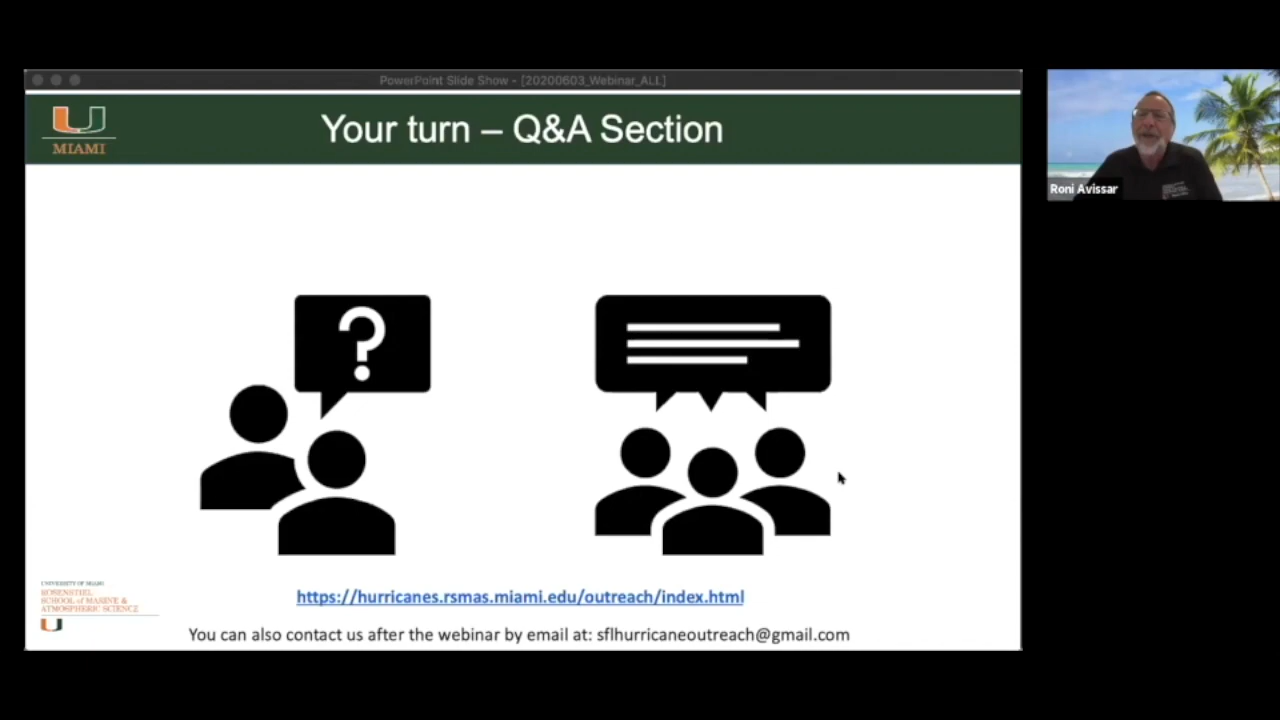 PowerPoint Slide Show - [20200603_Webinar_ALL]
U
MIAMI
Your turn – Q&A Section
Roni Avissar
?
UNIVERSITY OF MIAMI
ROSENSTIEL
SCHOOL of MARINE &
ATMOSPHERIC SCIENCE
https://hurricanes.rsmas.miami.edu/outreach/index.html
You can also contact us after the webinar by email at: sflhurricaneoutreach@gmail.com